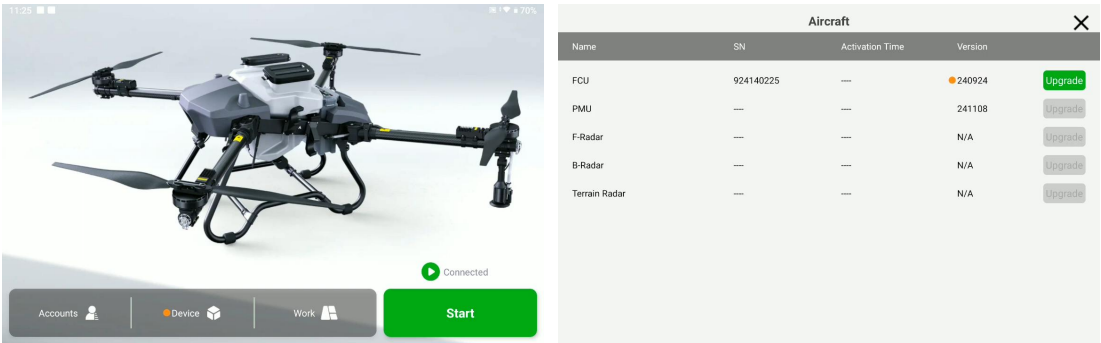 11:25
70%
Connected
Accounts
Device
Work
Start
Aircraft
Name SN Activation Time Version
FCU 924140225 ---- 240924 Upgrade
PMU ---- ---- 241108 Upgrade
F-Radar ---- ---- N/A Upgrade
B-Radar ---- ---- N/A Upgrade
Terrain Radar ---- ---- N/A Upgrade